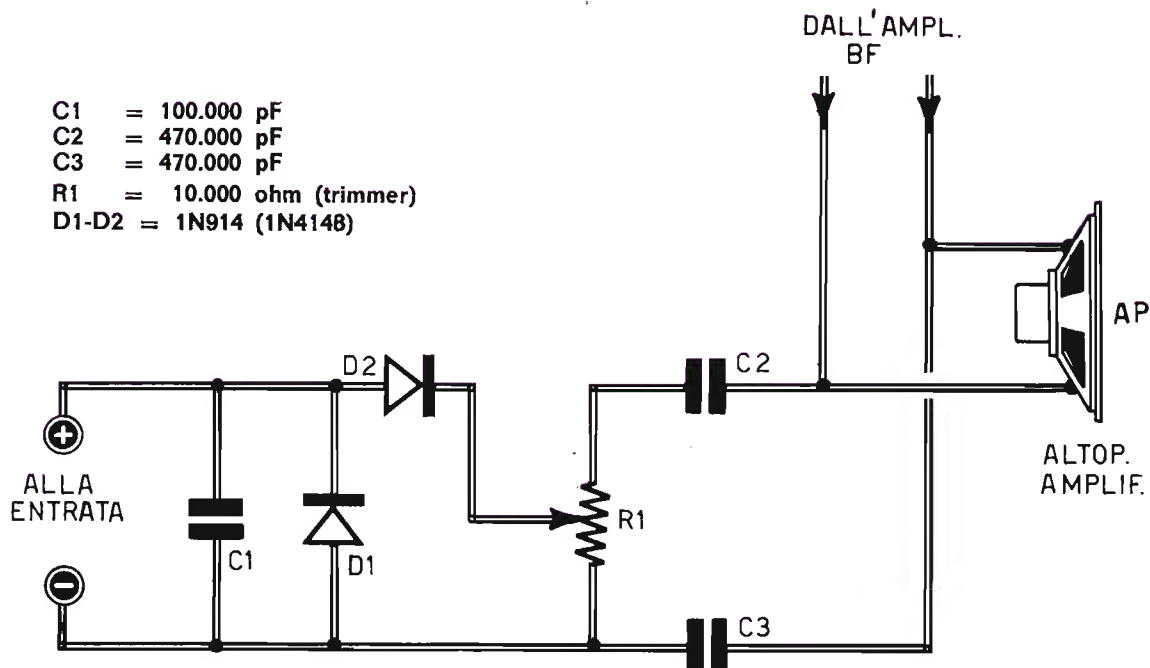 DALL'AMPL.
BF
C1 = 100.000 pF
C2 = 470.000 pF
C3 = 470.000 pF
R1 = 10.000 ohm (trimmer)
D1-D2 = 1N914 (1N4148)
AP
D2
C2
+
ALLA
ENTRATA
ALTOP.
AMPLIF.
R1
C1
D1
−
C3